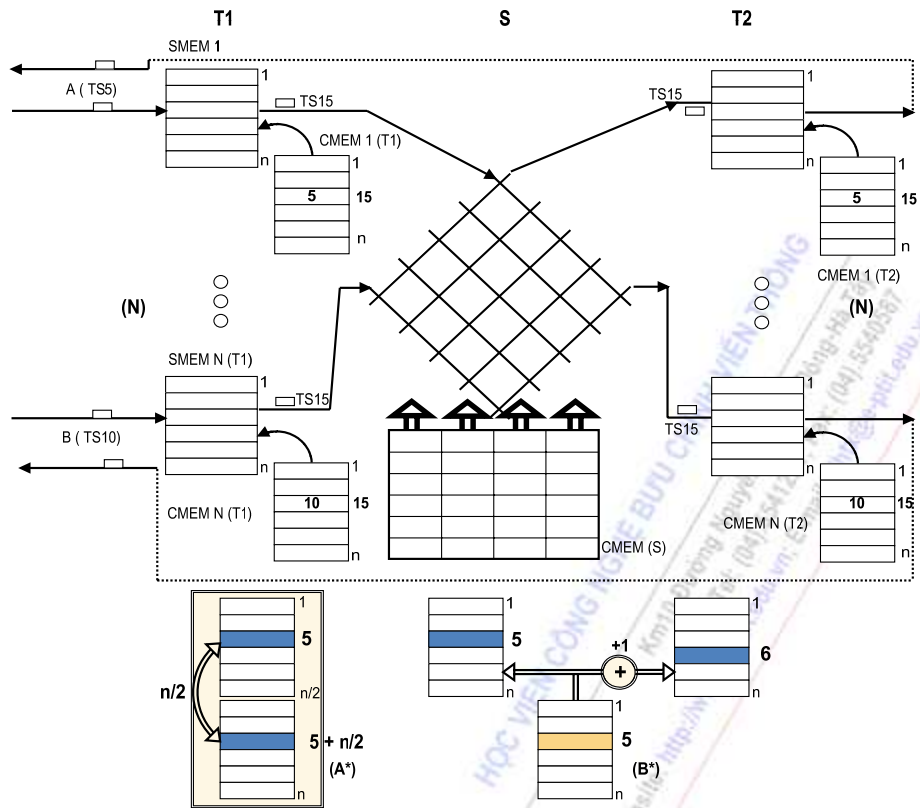 T1 S T2
SMEM 1
A ( TS5)
1
n
TS15
CMEM 1 (T1)
1
5 15
n
TS15
1
n
1
5 15
n
CMEM 1 (T2)
(N) (N)
SMEM N (T1)
1
n
TS15
B ( TS10)
CMEM N (T1)
1
10 15
n
CMEM (S)
TS15
1
n
1
10 15
n
CMEM N (T2)
1
5
n/2
n/2
5 + n/2
(A*)
n
1
5
n
+1
+
1
6
n
1
5
(B*)
n
HỌC VIỆN CÔNG NGHỆ BƯU CHÍNH VIỄN THÔNG